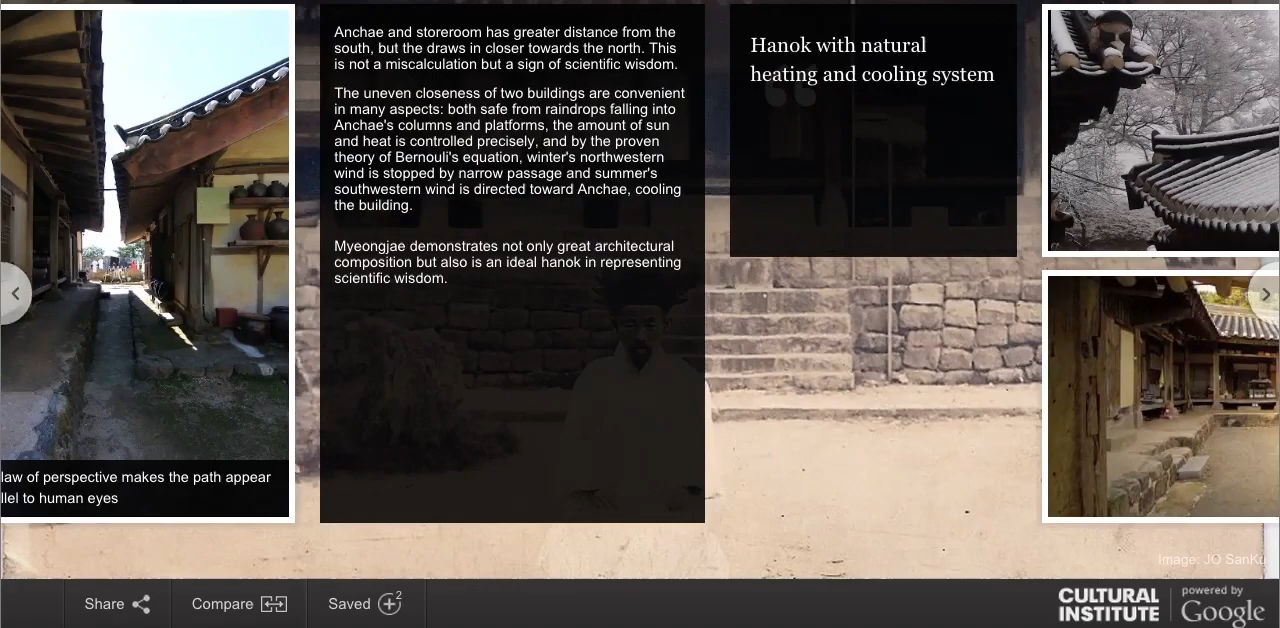 law of perspective makes the path appear
llel to human eyes
Anchae and storeroom has greater distance from the
south, but the draws in closer towards the north. This
is not a miscalculation but a sign of scientific wisdom.
The uneven closeness of two buildings are convenient
in many aspects: both safe from raindrops falling into
Anchae's columns and platforms, the amount of sun
and heat is controlled precisely, and by the proven
theory of Bernouli's equation, winter's northwestern
wind is stopped by narrow passage and summer's
southwestern wind is directed toward Anchae, cooling
the building.
Myeongjae demonstrates not only great architectural
composition but also is an ideal hanok in representing
scientific wisdom.
Hanok with natural
heating and cooling system
Image: JO SanKu
Share
Compare
Saved 2
CULTURAL
INSTITUTE
powered by
Google